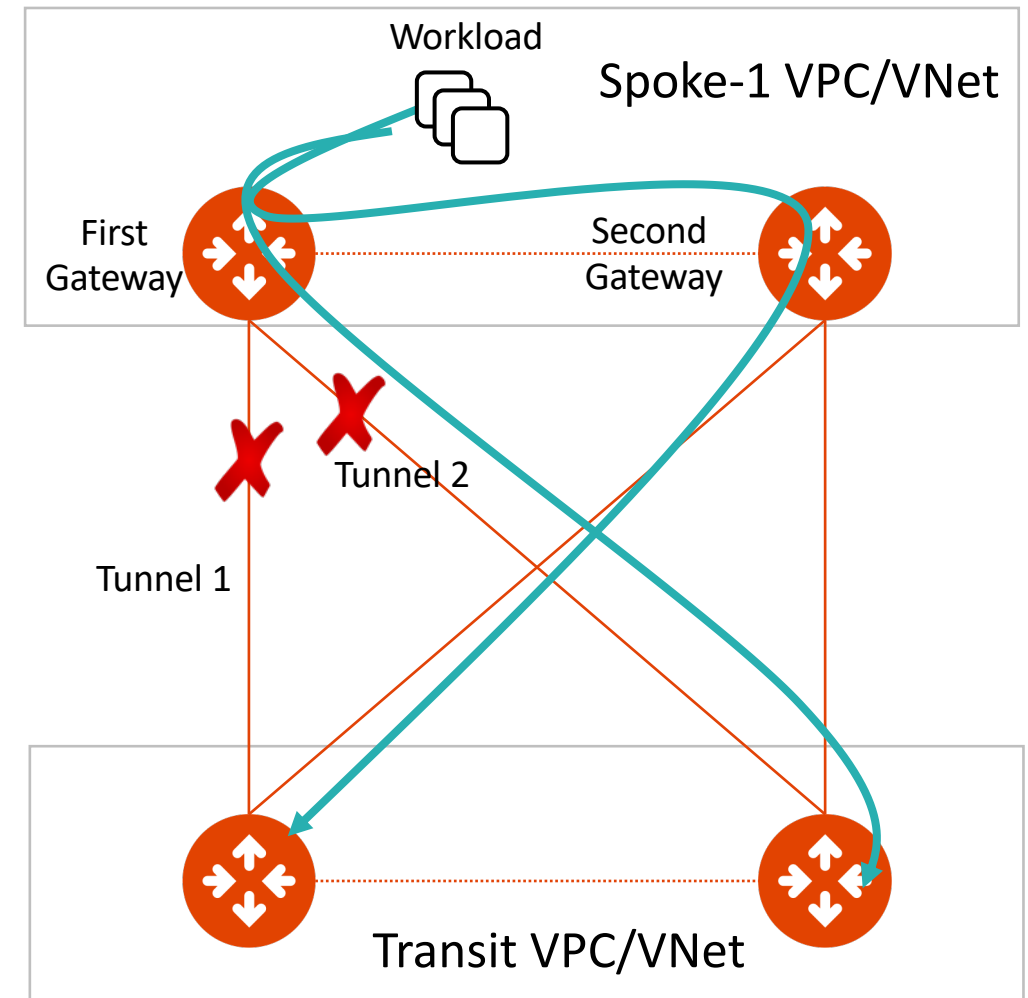 Workload
Spoke-1 VPC/VNet
First
Gateway
Second
Gateway
Tunnel 2
Tunnel 1
Transit VPC/VNet